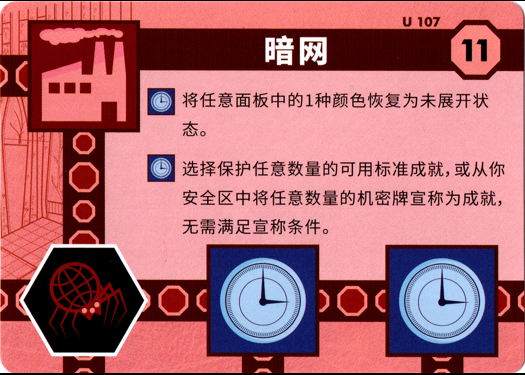 U 107
暗网
11
将任意面板中的1种颜色恢复为未展开状
态。
选择保护任意数量的可用标准成就，或从你
安全区中将任意数量的机密牌宣称为成就，
无需满足宣称条件。